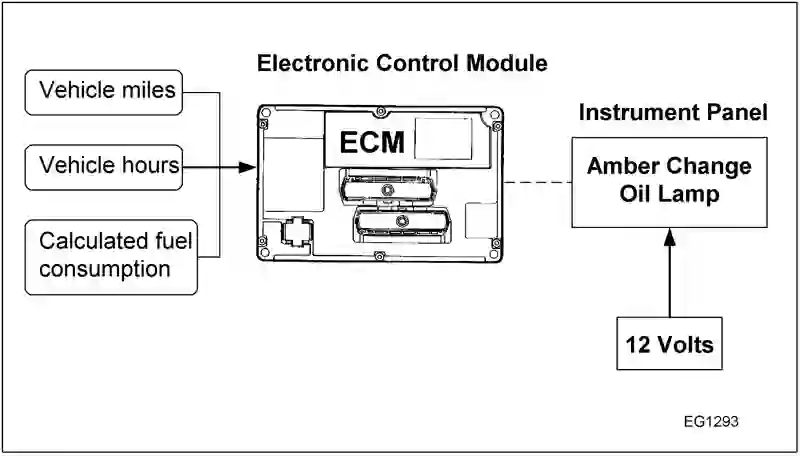 Electronic Control Module
Vehicle miles
Vehicle hours
Calculated fuel
consumption
ECM
Instrument Panel
Amber Change
Oil Lamp
12 Volts
EG1293